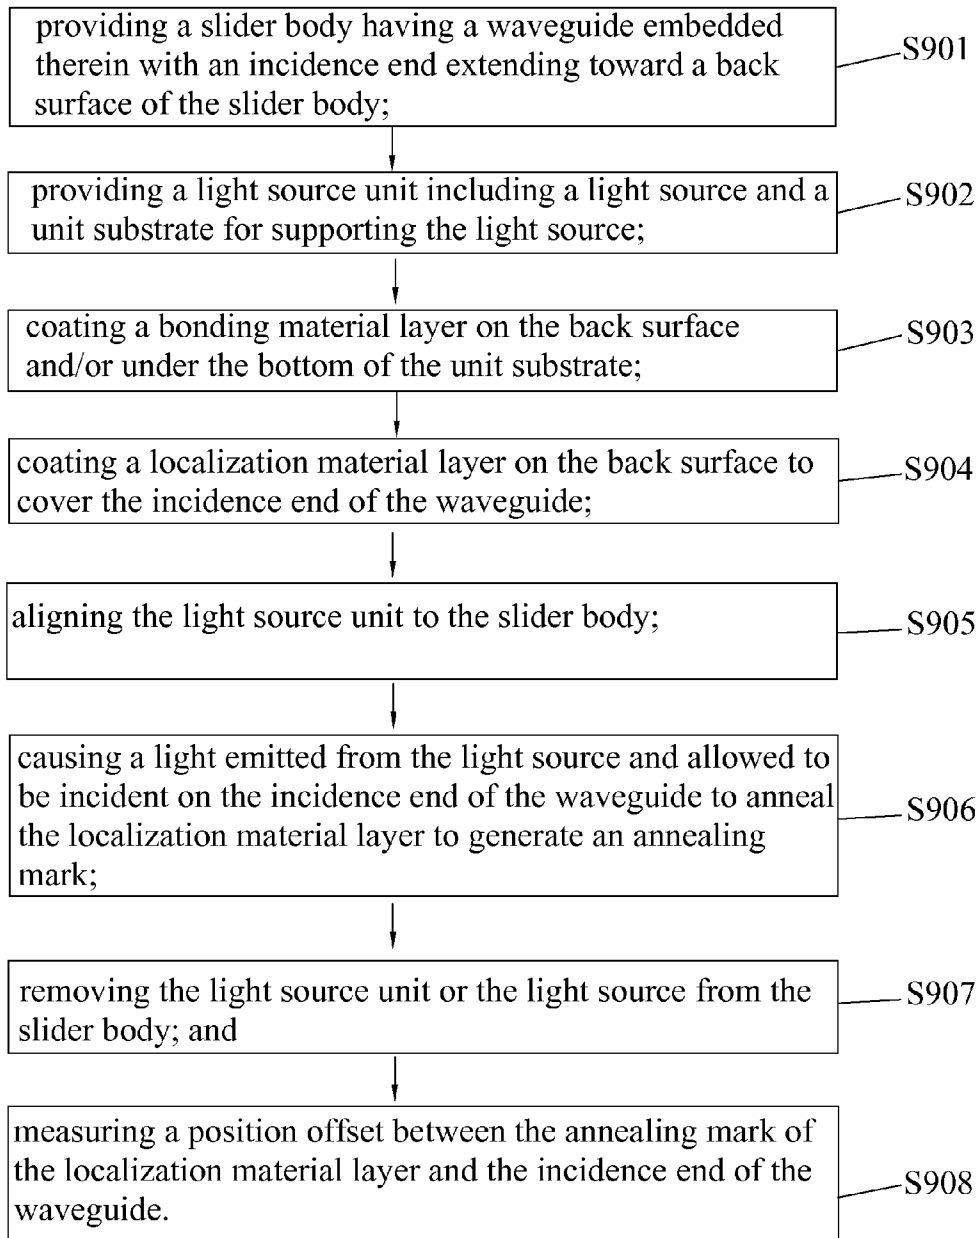 providing a slider body having a waveguide embedded
therein with an incidence end extending toward a back
surface of the slider body;
S901
providing a light source unit including a light source and a
unit substrate for supporting the light source;
S902
coating a bonding material layer on the back surface
and/or under the bottom of the unit substrate;
S903
coating a localization material layer on the back surface to
cover the incidence end of the waveguide;
S904
aligning the light source unit to the slider body;
S905
causing a light emitted from the light source and allowed to
be incident on the incidence end of the waveguide to anneal
the localization material layer to generate an annealing
mark;
S906
removing the light source unit or the light source from the
slider body; and
S907
measuring a position offset between the annealing mark of
the localization material layer and the incidence end of the
waveguide.
S908